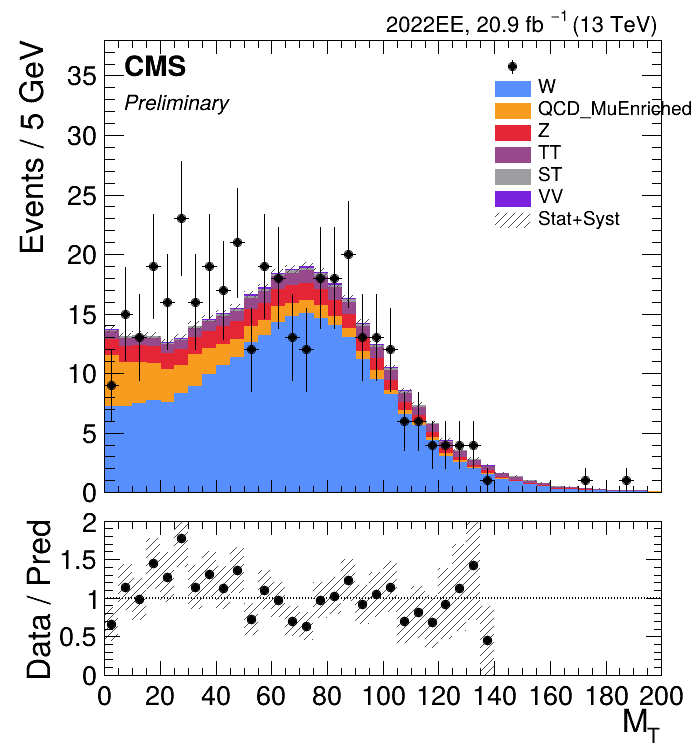 2022EE, 20.9 fb ⁻¹ (13 TeV)
CMS
Preliminary
W
QCD_MuEnriched
Z
TT
ST
VV
Stat+Syst
Events / 5 GeV
35
30
25
20
15
10
5
0
Data / Pred
2
1.5
1
0.5
0
0 20 40 60 80 100 120 140 160 180 200
M_T